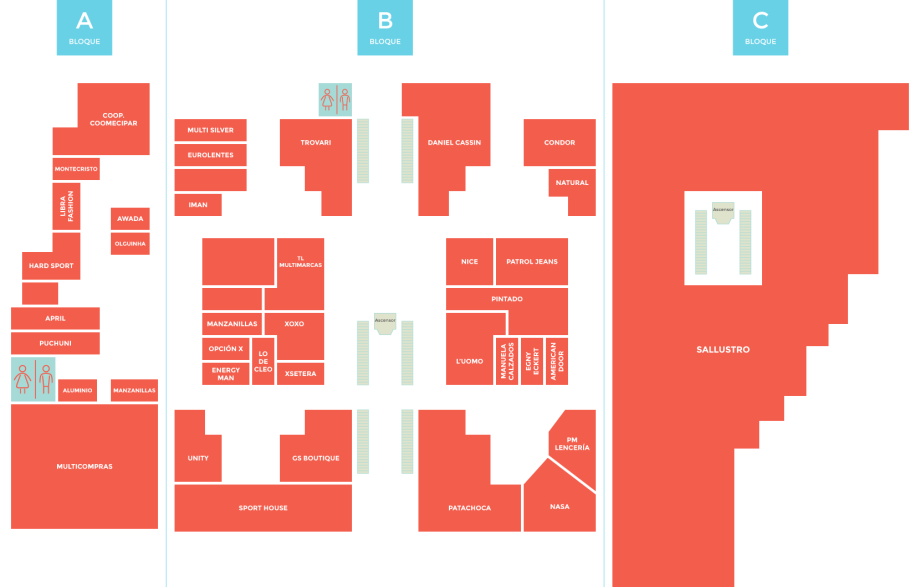 A
BLOQUE
COOP.
COOMECIPAR
MONTECRISTO
LIBRA
FASHION
AWADA
OLGUINHA
HARD SPORT
APRIL
PUCHUNI
ALUMINIO
MANZANILLAS
MULTICOMPRAS
B
BLOQUE
MULTI SILVER
EUROLENTES
IMAN
TROVARI
DANIEL CASSIN
CONDOR
NATURAL
TL
MULTIMARCAS
MANZANILLAS
XOXO
OPCIÓN X
LO
DE
CLEO
ENERGY
MAN
XSETERA
Ascensor
NICE
PATROL JEANS
PINTADO
L'UOMO
MANUELA
CALZADOS
EGNY
ECKERT
AMERICAN
DOOR
UNITY
GS BOUTIQUE
SPORT HOUSE
PATACHOCA
PM
LENCERÍA
NASA
C
BLOQUE
Ascensor
SALLUSTRO